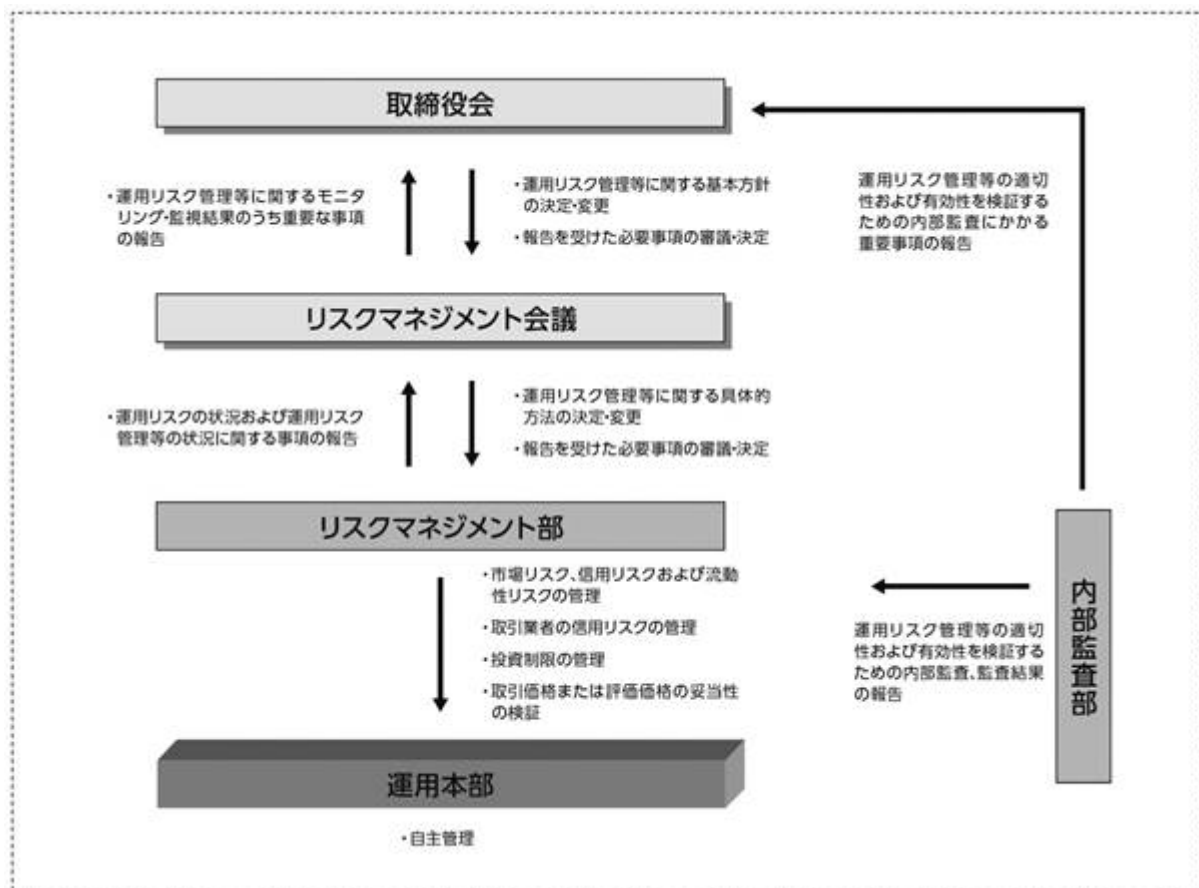 取締役会
・運用リスク管理等に関するモニタ
リング・監視結果のうち重要な事項
の報告
・運用リスク管理等に関する基本方針
の決定・変更
・報告を受けた必要事項の審議・決定
運用リスク管理等の適切
性および有効性を検証する
ための内部監査にかかる
重要事項の報告
リスクマネジメント会議
・運用リスクの状況および運用リスク
管理等の状況に関する事項の報告
・運用リスク管理等に関する具体的
方法の決定・変更
・報告を受けた必要事項の審議・決定
リスクマネジメント部
・市場リスク、信用リスクおよび流動
性リスクの管理
・取引業者の信用リスクの管理
・投資制限の管理
・取引価格または評価価格の妥当性
の検証
運用リスク管理等の適切
性および有効性を検証する
ための内部監査、監査結果
の報告
内部監査部
運用本部
・自主管理